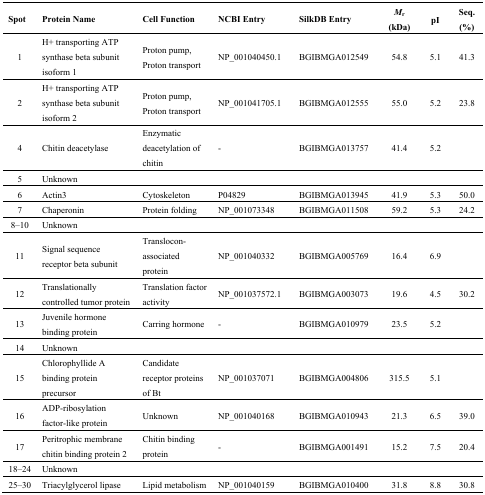 Spot Protein Name Cell Function NCBI Entry SilkDB Entry Mr (kDa) pI Seq. (%)
1 H+ transporting ATP synthase beta subunit isoform 1 Proton pump, Proton transport NP_001040450.1 BGIBMGA012549 54.8 5.1 41.3
2 H+ transporting ATP synthase beta subunit isoform 2 Proton pump, Proton transport NP_001041705.1 BGIBMGA012555 55.0 5.2 23.8
4 Chitin deacetylase Enzymatic deacetylation of chitin - BGIBMGA013757 41.4 5.2
5 Unknown
6 Actin3 Cytoskeleton P04829 BGIBMGA013945 41.9 5.3 50.0
7 Chaperonin Protein folding NP_001073348 BGIBMGA011508 59.2 5.3 24.2
8–10 Unknown
11 Signal sequence receptor beta subunit Translocon-associated protein NP_001040332 BGIBMGA005769 16.4 6.9
12 Translationally controlled tumor protein Translation factor activity NP_001037572.1 BGIBMGA003073 19.6 4.5 30.2
13 Juvenile hormone binding protein Carring hormone - BGIBMGA010979 23.5 5.2
14 Unknown
15 Chlorophyllide A binding protein precursor Candidate receptor proteins of Bt NP_001037071 BGIBMGA004806 315.5 5.1
16 ADP-ribosylation factor-like protein Unknown NP_001040168 BGIBMGA010943 21.3 6.5 39.0
17 Peritrophic membrane chitin binding protein 2 Chitin binding protein - BGIBMGA001491 15.2 7.5 20.4
18–24 Unknown
25–30 Triacylglycerol lipase Lipid metabolism NP_001040159 BGIBMGA010400 31.8 8.8 30.8